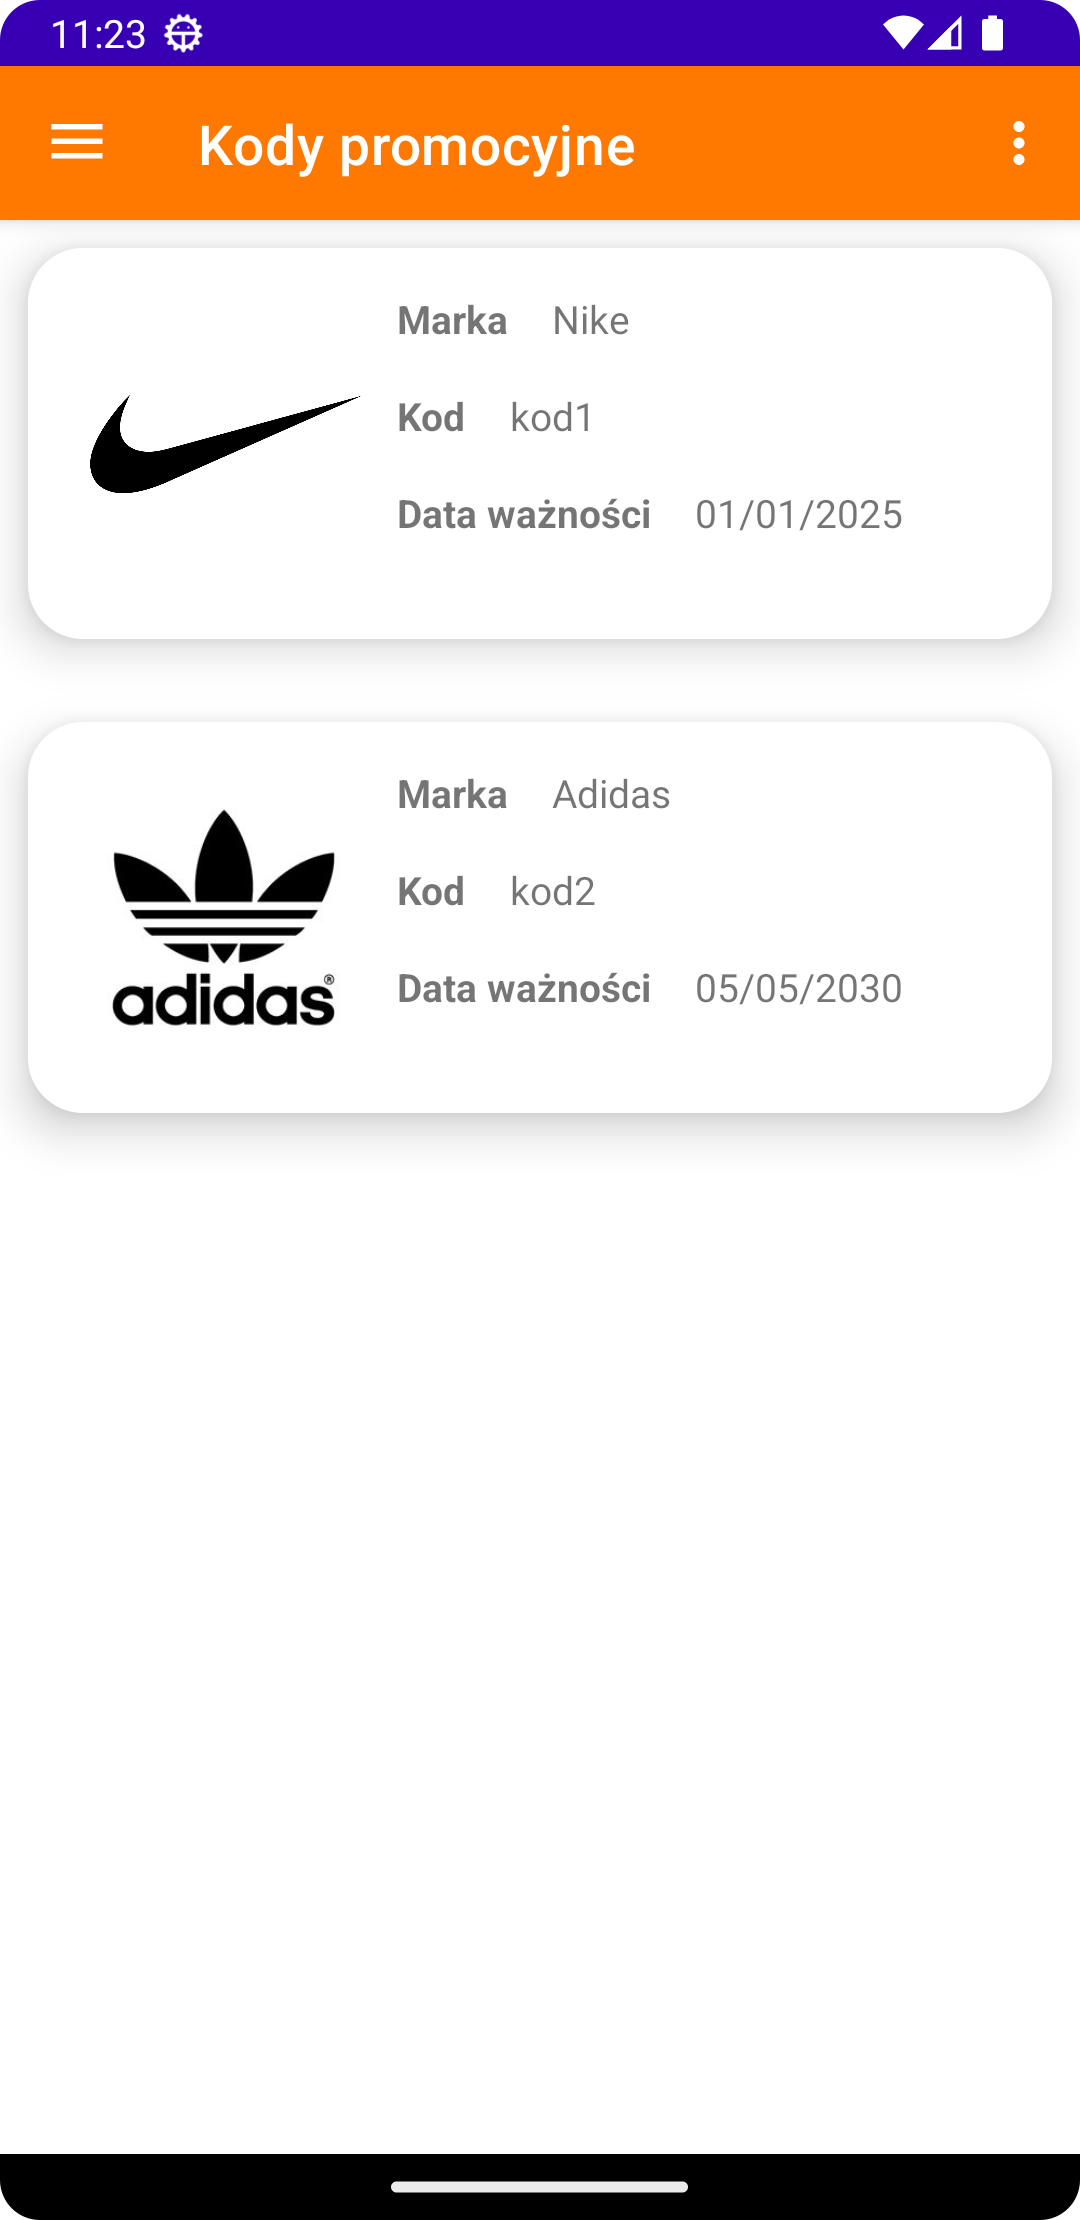 11:23
Kody promocyjne
Marka Nike
Kod kod1
Data ważności 01/01/2025
Marka Adidas
Kod kod2
Data ważności 05/05/2030
adidas®